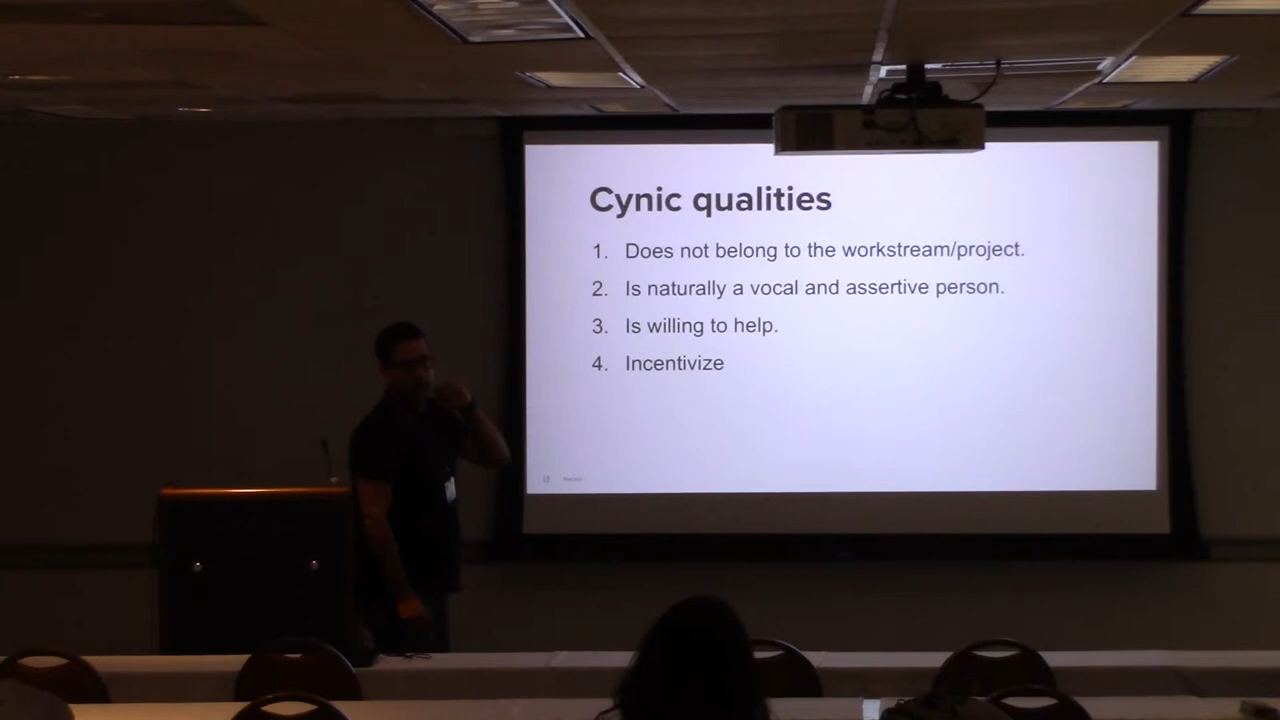 Cynic qualities
1. Does not belong to the workstream/project.
2. Is naturally a vocal and assertive person.
3. Is willing to help.
4. Incentivize